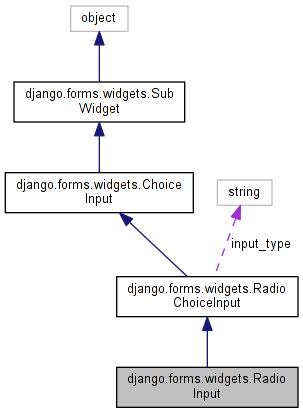 object
django.forms.widgets.Sub
Widget
django.forms.widgets.Choice
Input
string
input_type
django.forms.widgets.Radio
ChoiceInput
django.forms.widgets.Radio
Input